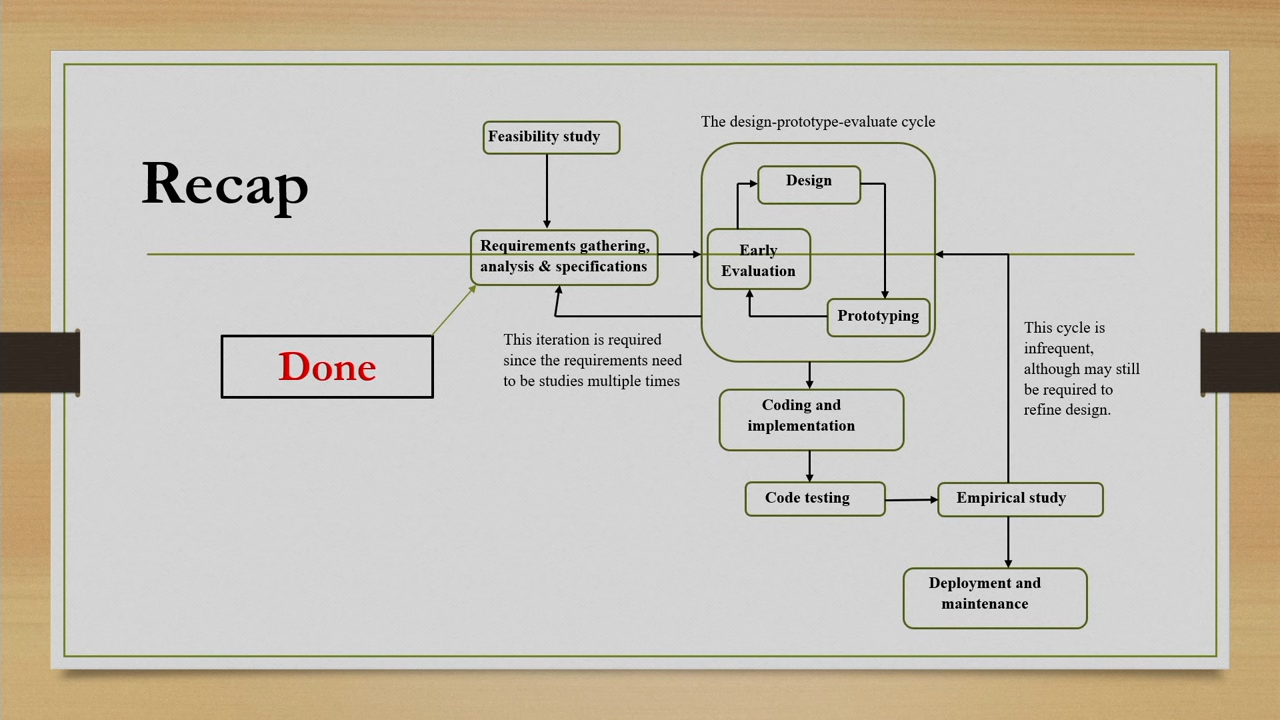 Recap
Feasibility study
Requirements gathering,
analysis & specifications
Done
This iteration is required
since the requirements need
to be studies multiple times
The design-prototype-evaluate cycle
Design
Early
Evaluation
Prototyping
Coding and
implementation
Code testing
Empirical study
This cycle is
infrequent,
although may still
be required to
refine design.
Deployment and
maintenance